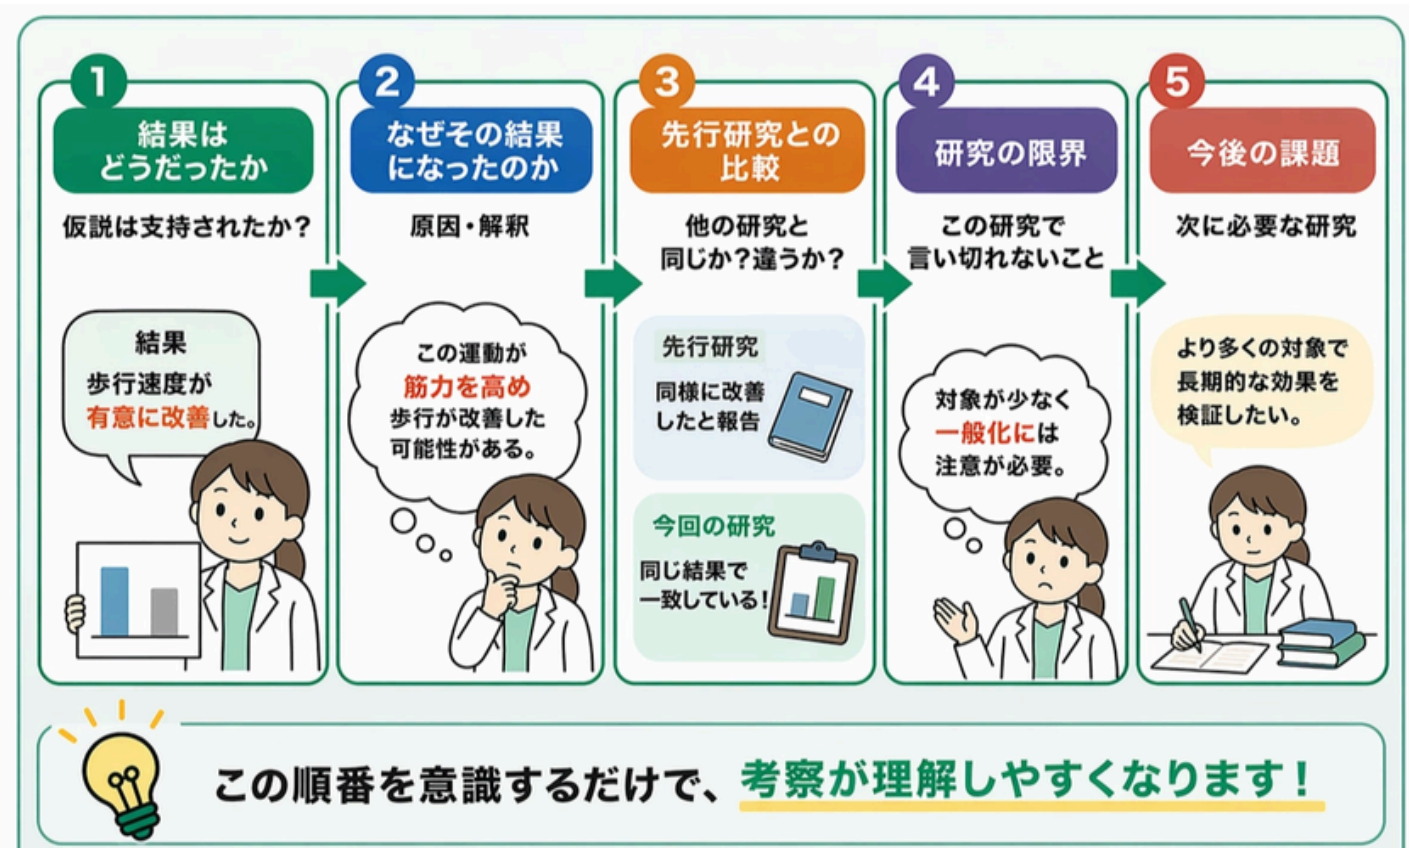 1
結果は
どうだったか
仮説は支持されたか?
結果
歩行速度が
有意に改善した。
2
なぜその結果
になったのか
原因・解釈
この運動が
筋力を高め
歩行が改善した
可能性がある。
3
先行研究との
比較
他の研究と
同じか?違うか?
先行研究
同様に改善
したと報告
今回の研究
同じ結果で
一致している!
4
研究の限界
この研究で
言い切れないこと
対象が少なく
一般化には
注意が必要。
5
今後の課題
次に必要な研究
より多くの対象で
長期的な効果を
検証したい。
この順番を意識するだけで、考察が理解しやすくなります!